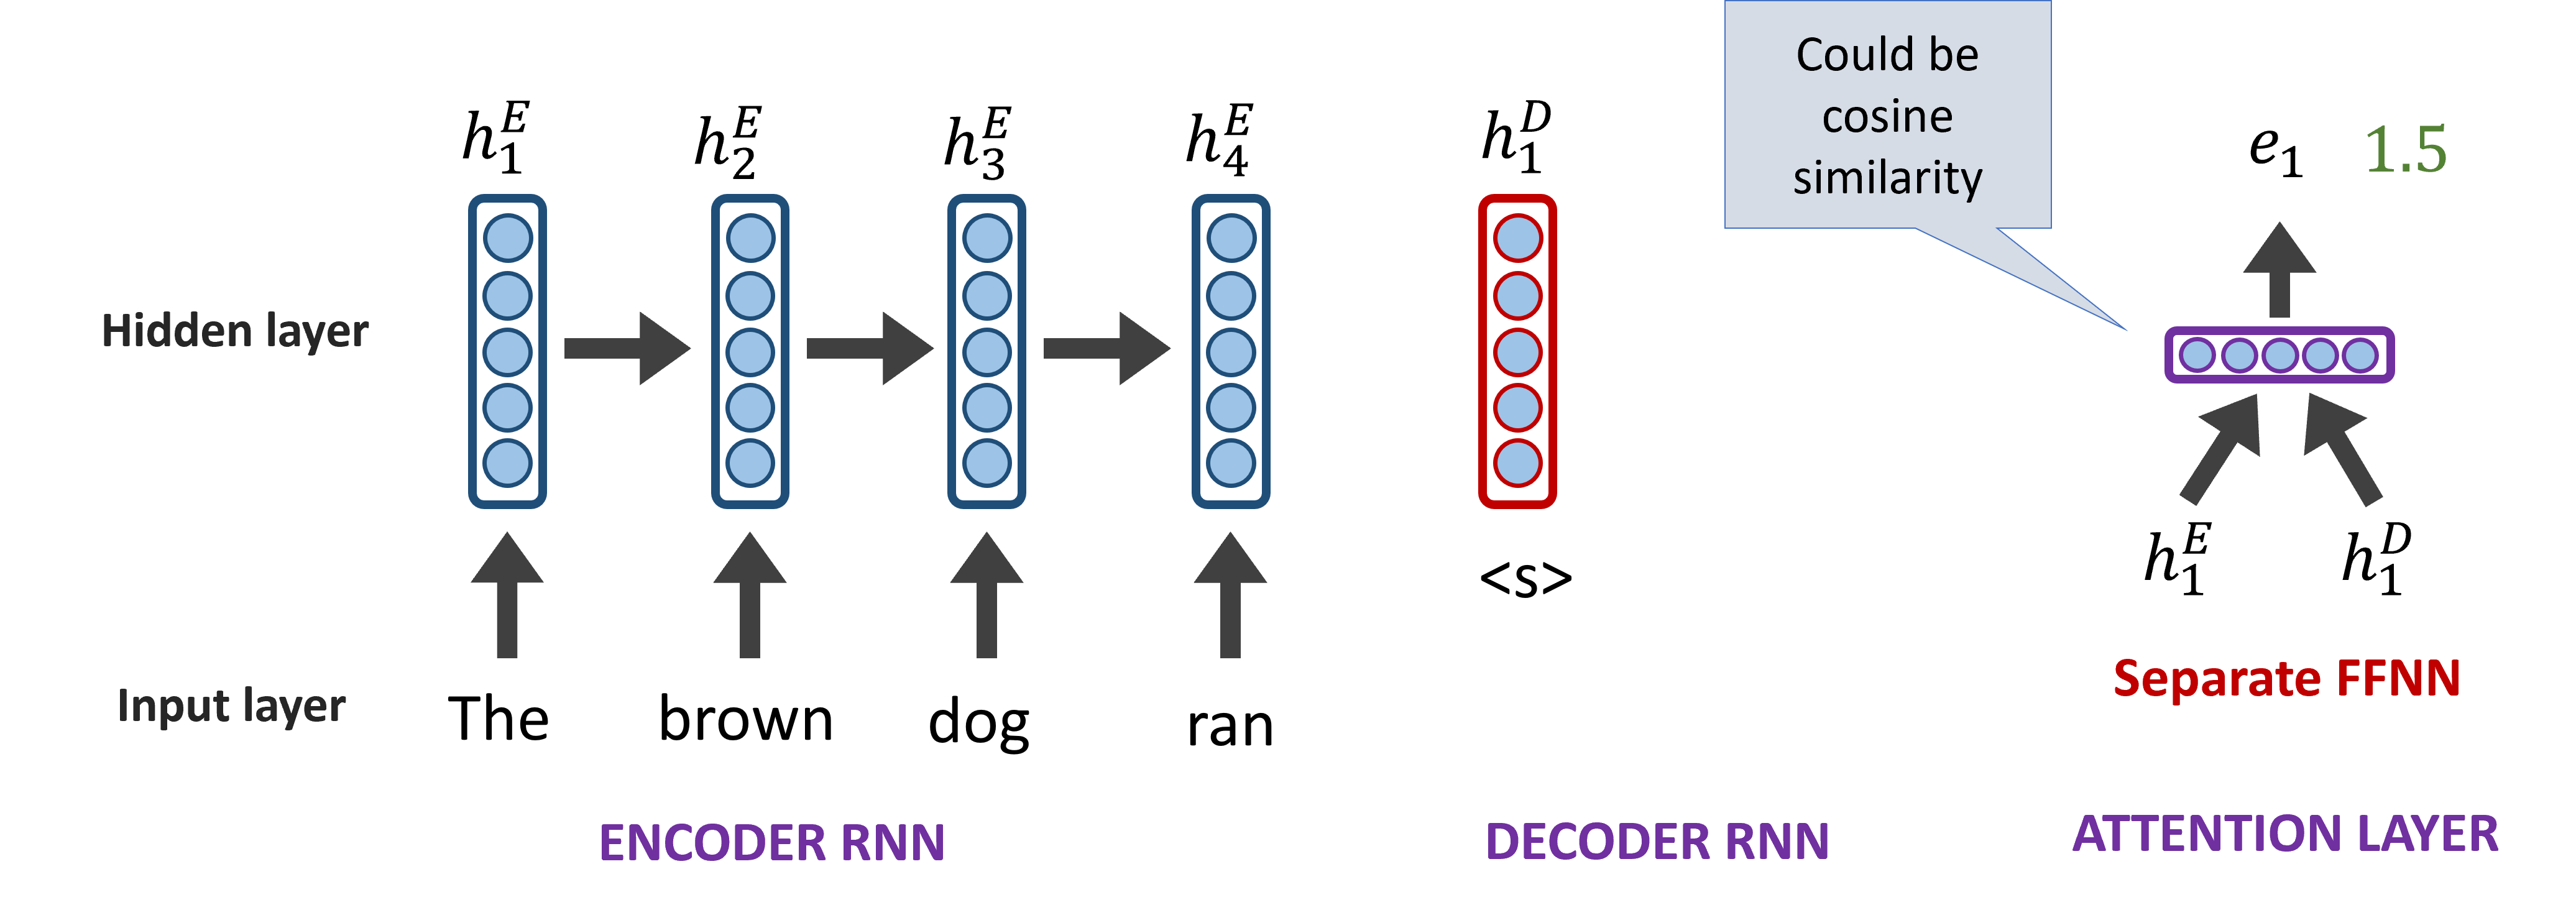 Could be
cosine
similarity
h_1^E h_2^E h_3^E h_4^E h_1^D e_1 1.5
Hidden layer
h_1^E h_1^D
<s>
Separate FFNN
Input layer The brown dog ran
ENCODER RNN DECODER RNN ATTENTION LAYER